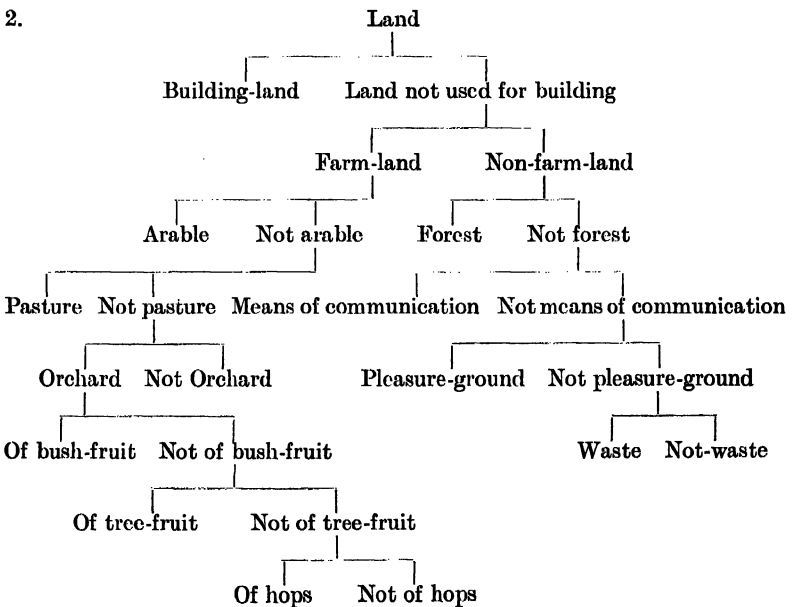 2. Land
Building-land Land not used for building
Farm-land Non-farm-land
Arable Not arable Forest Not forest
Pasture Not pasture Means of communication Not means of communication
Orchard Not Orchard Pleasure-ground Not pleasure-ground
Of bush-fruit Not of bush-fruit Waste Not-waste
Of tree-fruit Not of tree-fruit
Of hops Not of hops